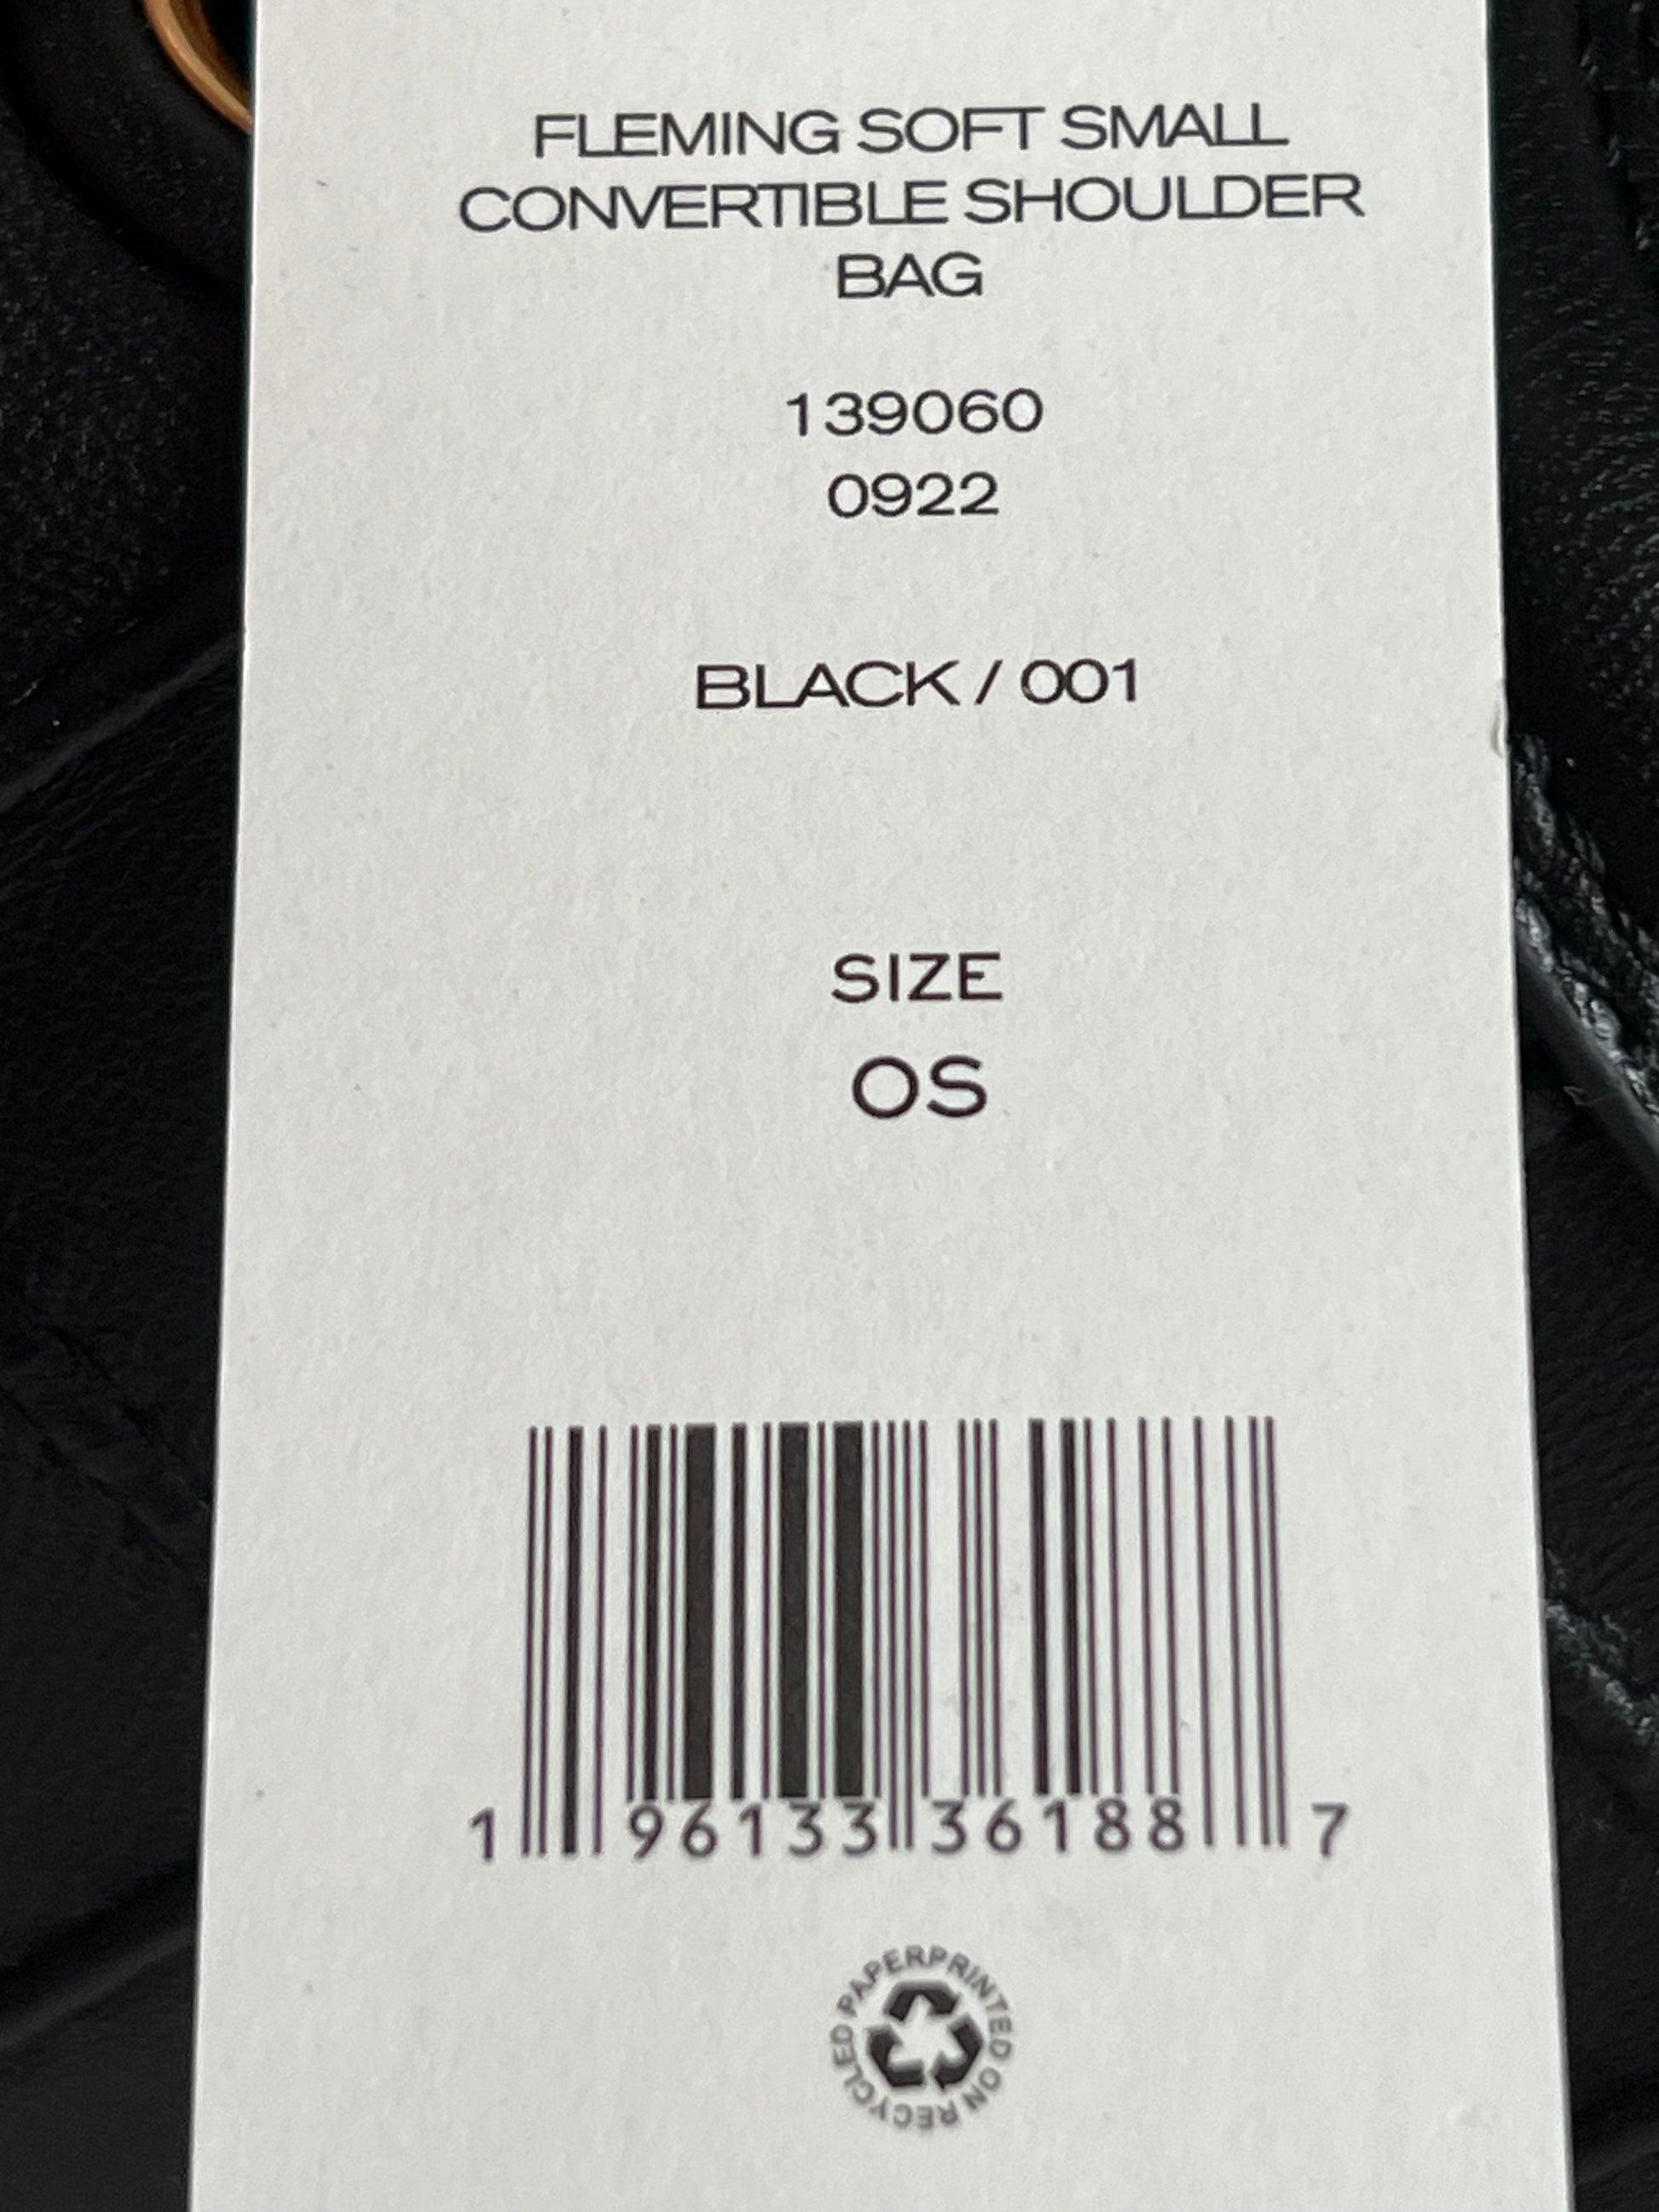 FLEMING SOFT SMALL
CONVERTIBLE SHOULDER
BAG
139060
0922
BLACK / 001
SIZE
OS
1 96133 36188 7
PRINTED ON RECYCLED PAPER